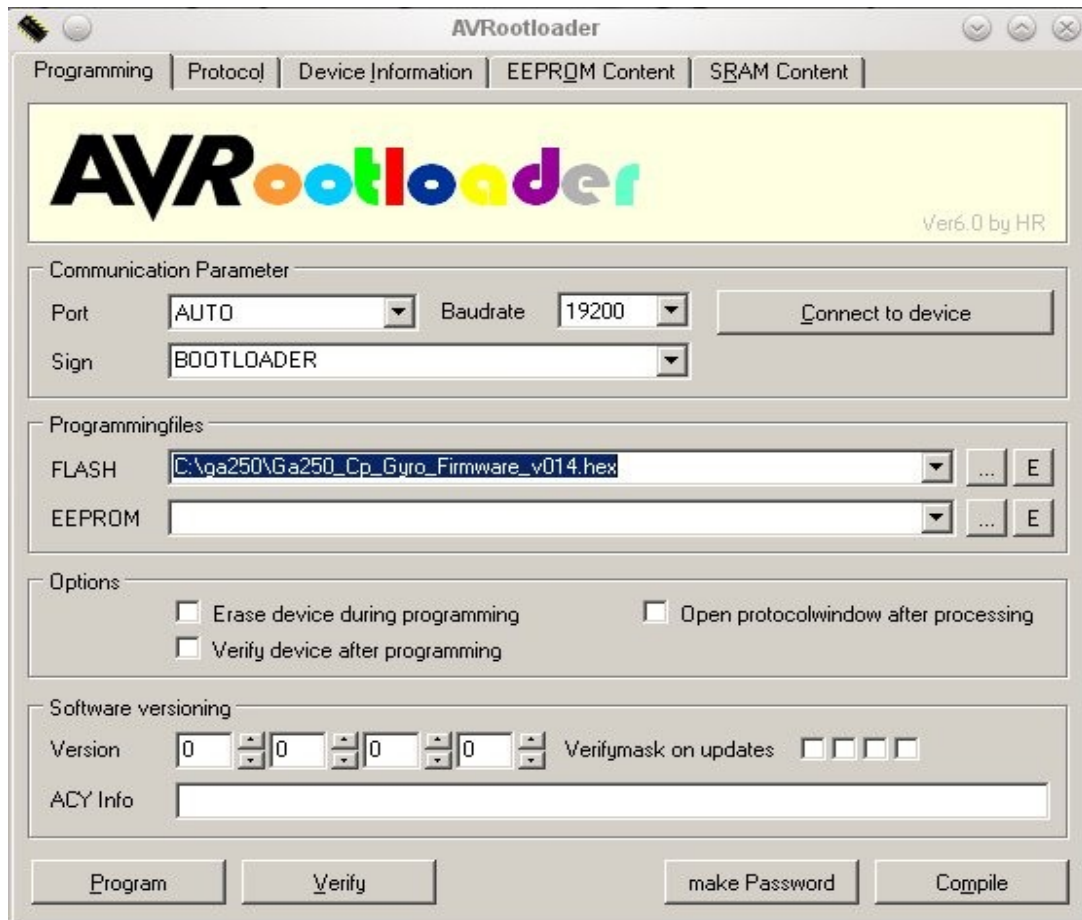 AVRootloader
Programming Protocol Device Information EEPROM Content SRAM Content
AVRootloader
Ver6.0 by HR
Communication Parameter
Port AUTO Baudrate 19200 Connect to device
Sign BOOTLOADER
Programmingfiles
FLASH C:\ga250\Ga250_Cp_Gyro_Firmware_v014.hex ... E
EEPROM ... E
Options
Erase device during programming Open protocolwindow after processing
Verify device after programming
Software versioning
Version 0 0 0 0 Verifymask on updates
ACY Info
Program Verify make Password Compile